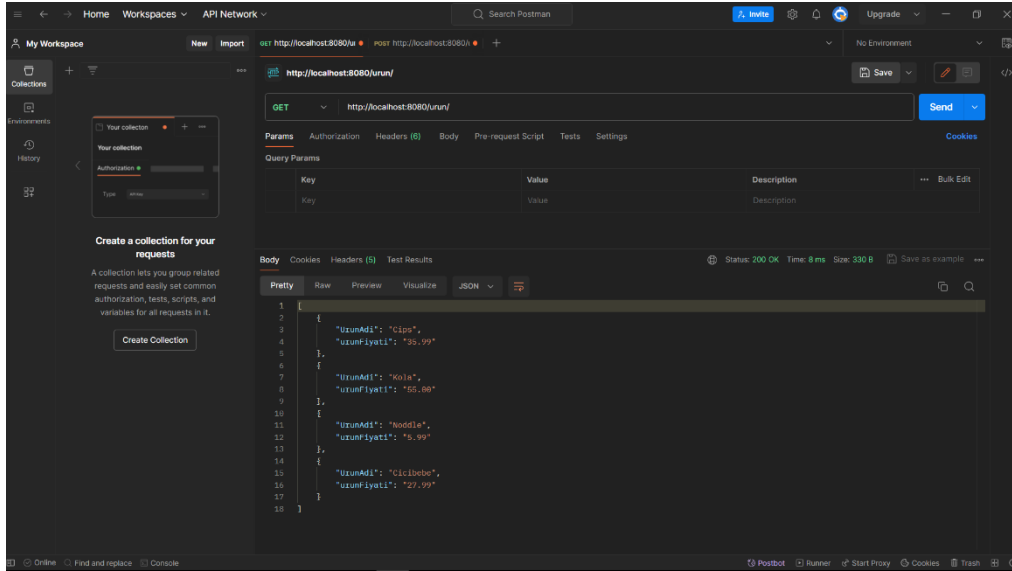 Home Workspaces API Network Search Postman Invite Upgrade
My Workspace New Import GET http://localhost:8080/ur POST http://localhost:8080/ No Environment
Collections
Environments
History
http://localhost:8080/urun/ Save
GET http://localhost:8080/urun/ Send
Params Authorization Headers (6) Body Pre-request Script Tests Settings Cookies
Query Params
Key Value Description Bulk Edit
Key Value Description
Your collection
Your collection
Authorization
Type
Create a collection for your
requests
A collection lets you group related
requests and easily set common
authorization, tests, scripts, and
variables for all requests in it.
Create Collection
Body Cookies Headers (5) Test Results Status: 200 OK Time: 8 ms Size: 330 B Save as example
Pretty Raw Preview Visualize JSON
1 [
2 {
3 "UrunAdi": "Cips",
4 "urunFiyati": "35.99"
5 },
6 {
7 "UrunAdi": "Kola",
8 "urunFiyati": "55.00"
9 },
10 {
11 "UrunAdi": "Noddle",
12 "urunFiyati": "5.99"
13 },
14 {
15 "UrunAdi": "Cicibebe",
16 "urunFiyati": "27.99"
17 }
18 ]
Online Find and replace Console Postbot Runner Start Proxy Cookies Trash